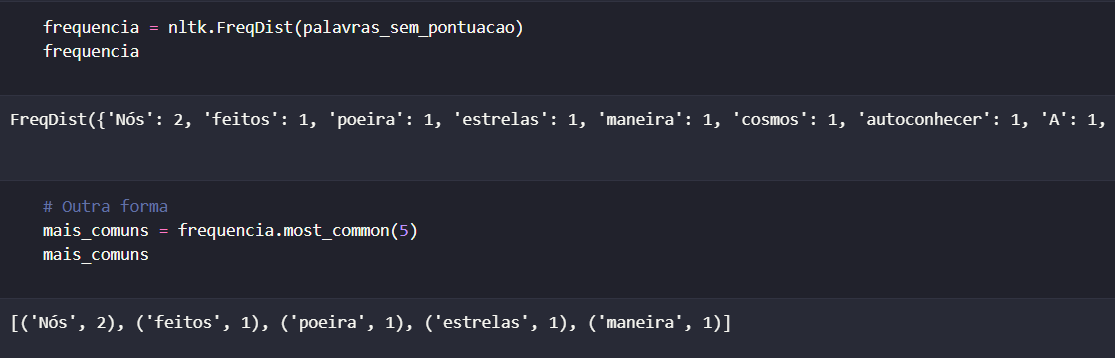 frequencia = nltk.FreqDist(palavras_sem_pontuacao)
frequencia
FreqDist({'Nós': 2, 'feitos': 1, 'poeira': 1, 'estrelas': 1, 'maneira': 1, 'cosmos': 1, 'autoconhecer': 1, 'A': 1,
# Outra forma
mais_comuns = frequencia.most_common(5)
mais_comuns
[('Nós', 2), ('feitos', 1), ('poeira', 1), ('estrelas', 1), ('maneira', 1)]